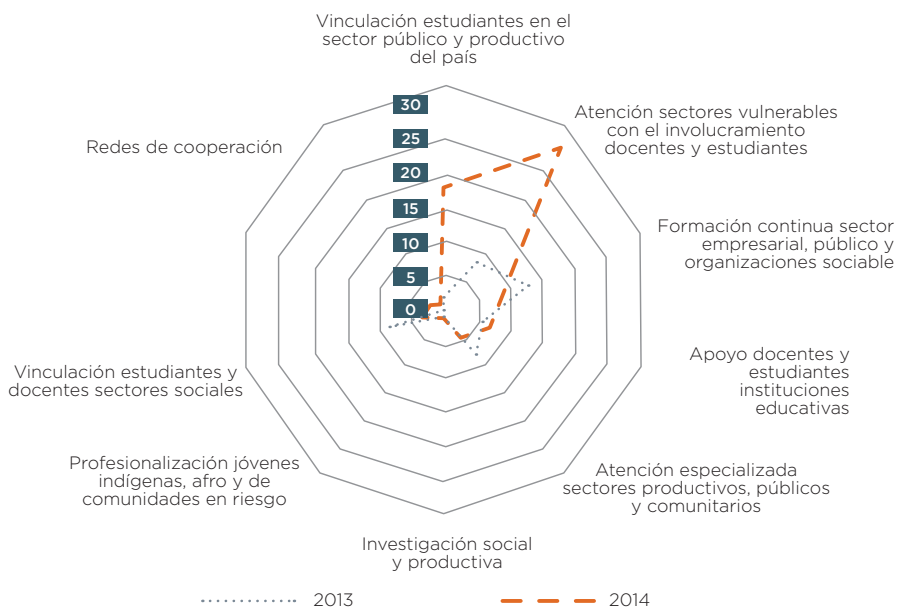 Vinculación estudiantes en el
sector público y productivo
del país
30
25
20
15
10
5
0
Atención sectores vulnerables
con el involucramiento
docentes y estudiantes
Formación continua sector
empresarial, público y
organizaciones sociable
Apoyo docentes y
estudiantes
instituciones
educativas
Atención especializada
sectores productivos, públicos
y comunitarios
Investigación social
y productiva
Profesionalización jóvenes
indígenas, afro y de
comunidades en riesgo
Vinculación estudiantes y
docentes sectores sociales
Redes de cooperación
2013
2014